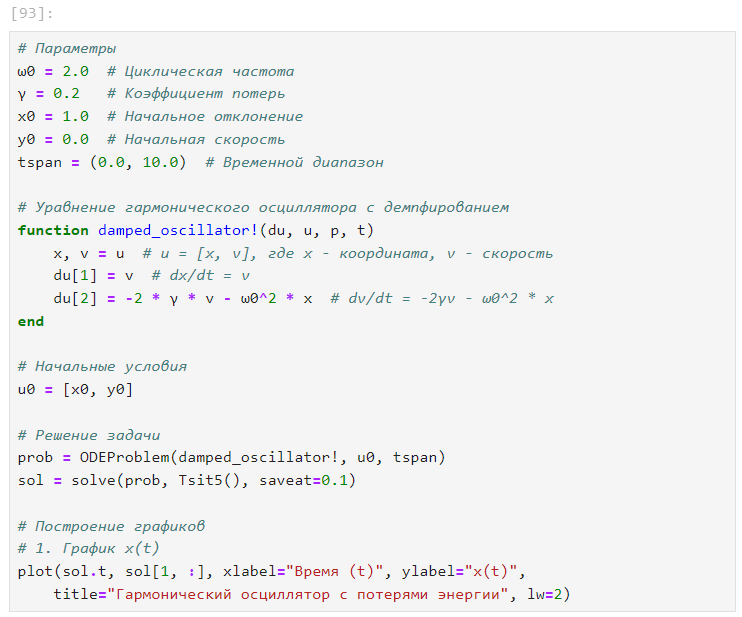 [93]:
# Параметры
ω0 = 2.0  # Циклическая частота
γ = 0.2   # Коэффициент потерь
x0 = 1.0  # Начальное отклонение
y0 = 0.0  # Начальная скорость
tspan = (0.0, 10.0)  # Временной диапазон
# Уравнение гармонического осциллятора с демпфированием
function damped_oscillator!(du, u, p, t)
    x, v = u  # u = [x, v], где x - координата, v - скорость
    du[1] = v  # dx/dt = v
    du[2] = -2 * γ * v - ω0^2 * x  # dv/dt = -2γv - ω0^2 * x
end
# Начальные условия
u0 = [x0, y0]
# Решение задачи
prob = ODEProblem(damped_oscillator!, u0, tspan)
sol = solve(prob, Tsit5(), saveat=0.1)
# Построение графиков
# 1. График x(t)
plot(sol.t, sol[1, :], xlabel="Время (t)", ylabel="x(t)",
    title="Гармонический осциллятор с потерями энергии", lw=2)